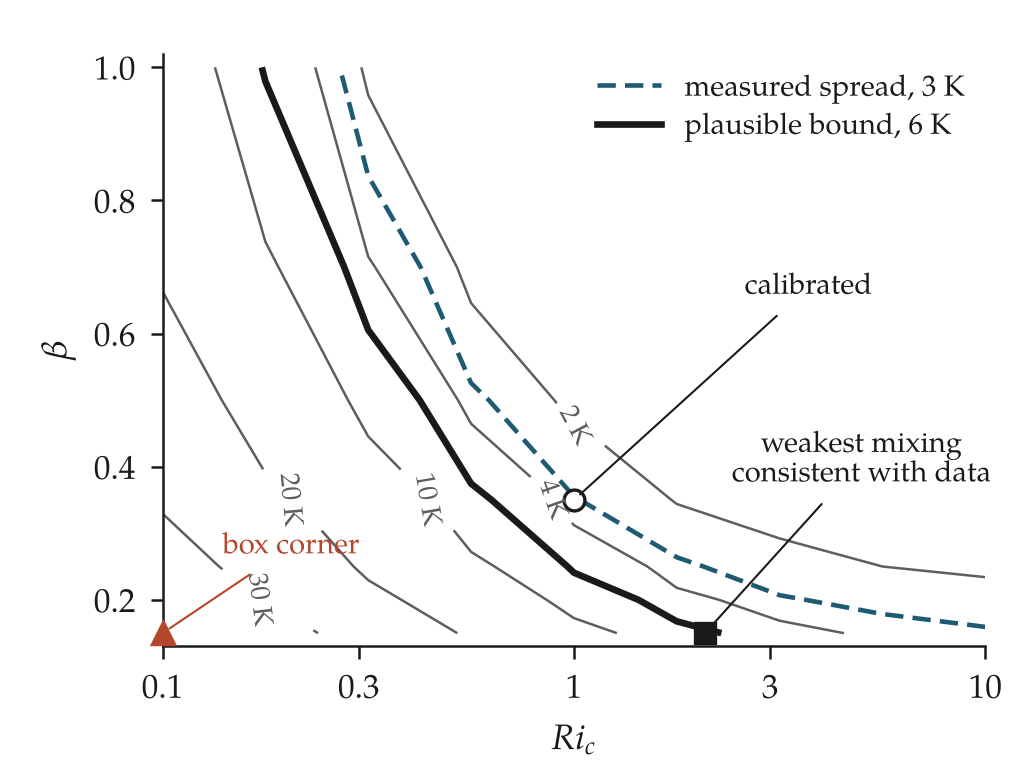 1.0
0.8
0.6
0.4
0.2
β
measured spread, 3 K
plausible bound, 6 K
calibrated
weakest mixing
consistent with data
2 K
4 K
10 K
20 K
30 K
box corner
0.1
0.3
1
3
10
Ri_c